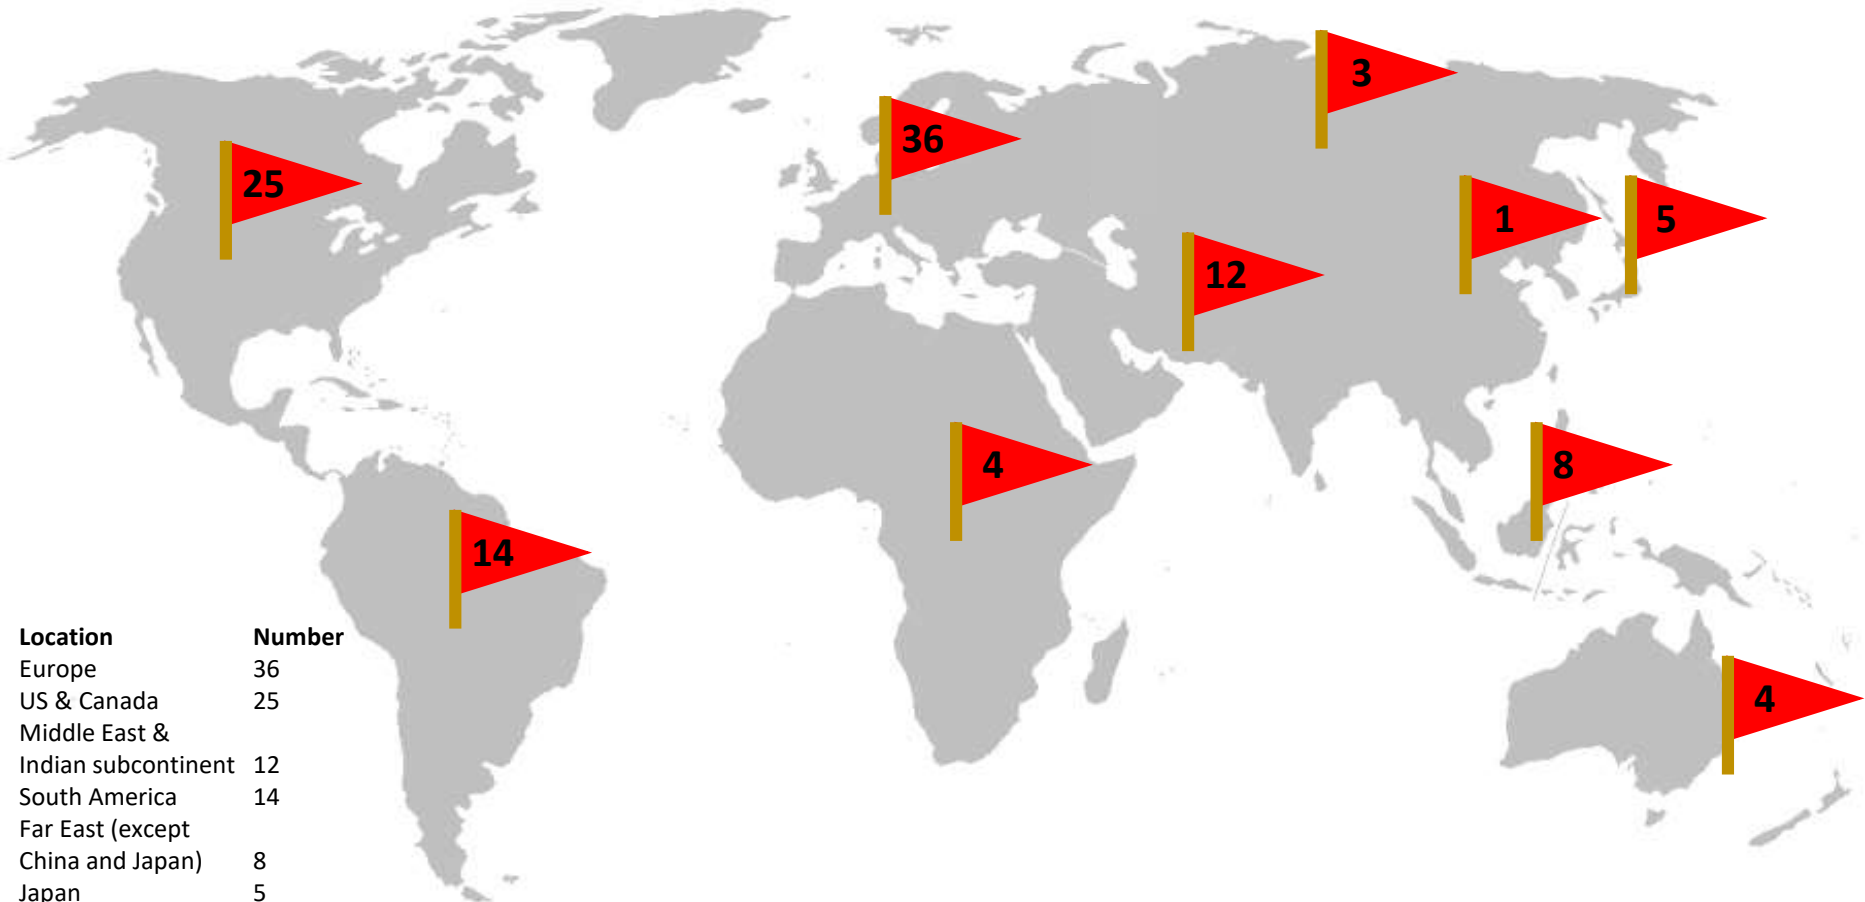 3
36
25
1
5
12
4
8
14
4
Location Number
Europe 36
US & Canada 25
Middle East &
Indian subcontinent 12
South America 14
Far East (except
China and Japan) 8
Japan 5